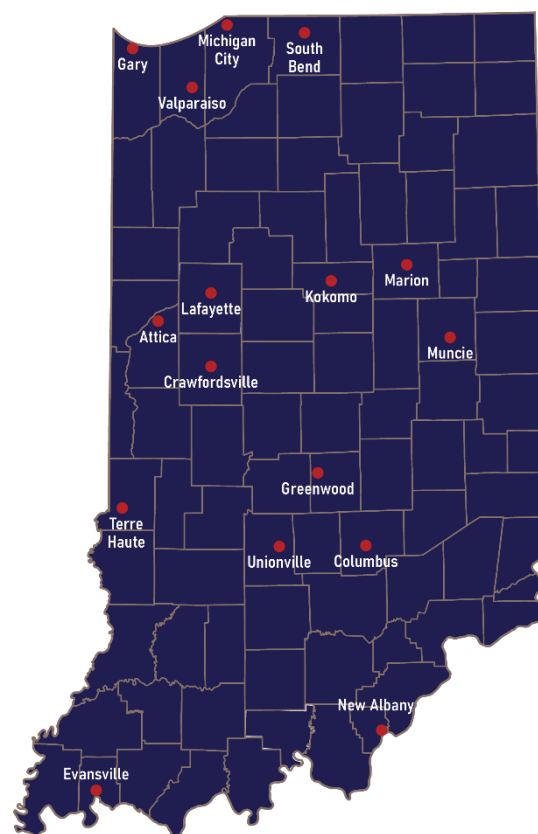 Michigan
City
South
Bend
Gary
Valparaiso
Marion
Kokomo
Lafayette
Attica
Muncie
Crawfordsville
Greenwood
Terre
Haute
Unionville
Columbus
New Albany
Evansville